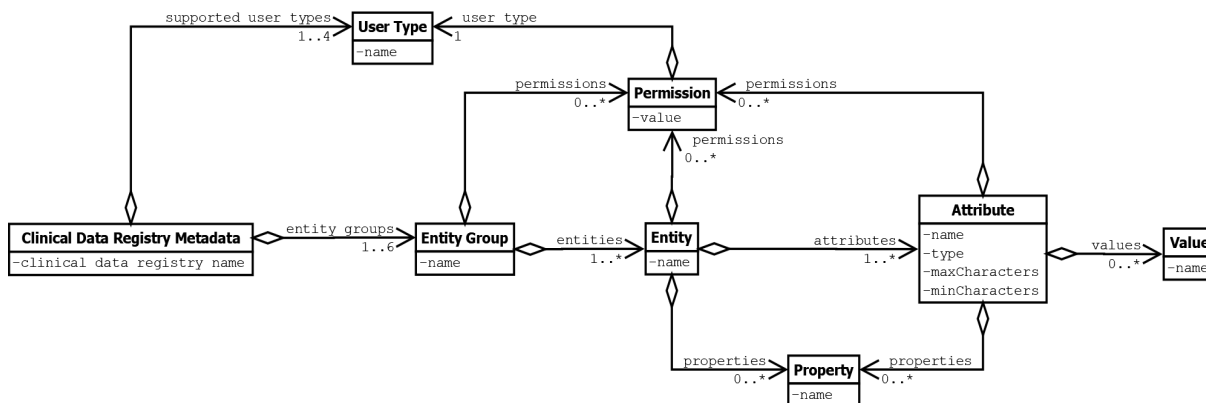 supported user types
1..4
User Type
-name
user type
1
permissions
0..*
Permission
-value
permissions
0..*
permissions
0..*
Clinical Data Registry Metadata
-clinical data registry name
entity groups
1..6
Entity Group
-name
entities
1..*
Entity
-name
attributes
1..*
Attribute
-name
-type
-maxCharacters
-minCharacters
values
0..*
Value
-name
properties
0..*
Property
-name
properties
0..*